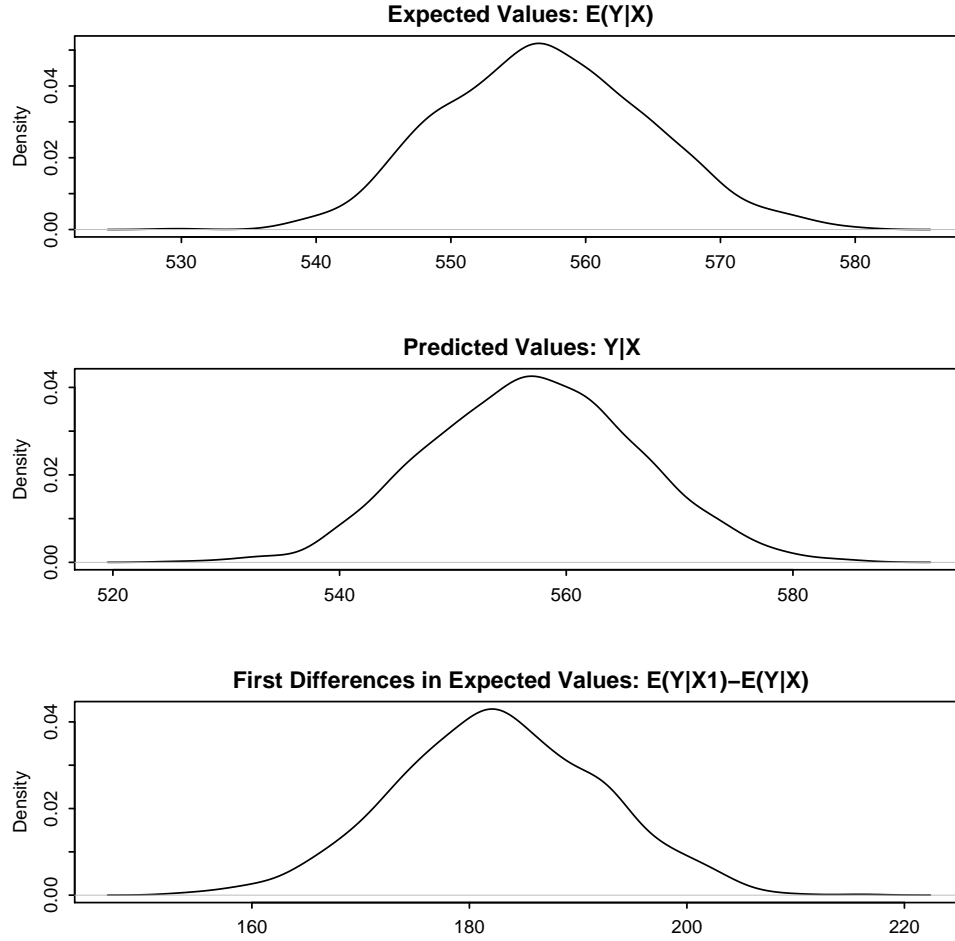 Expected Values: E(Y|X)
Density
0.00 0.02 0.04
530 540 550 560 570 580
Predicted Values: Y|X
Density
0.00 0.02 0.04
520 540 560 580
First Differences in Expected Values: E(Y|X1)−E(Y|X)
Density
0.00 0.02 0.04
160 180 200 220